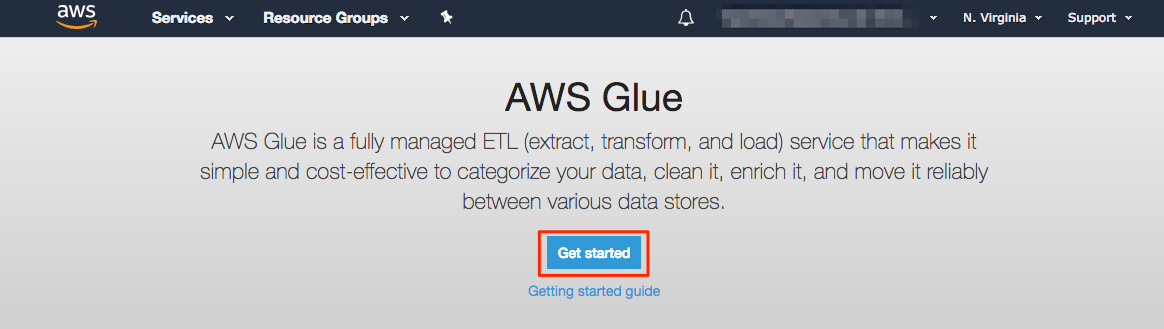 aws Services Resource Groups N. Virginia Support
AWS Glue
AWS Glue is a fully managed ETL (extract, transform, and load) service that makes it
simple and cost-effective to categorize your data, clean it, enrich it, and move it reliably
between various data stores.
Get started
Getting started guide